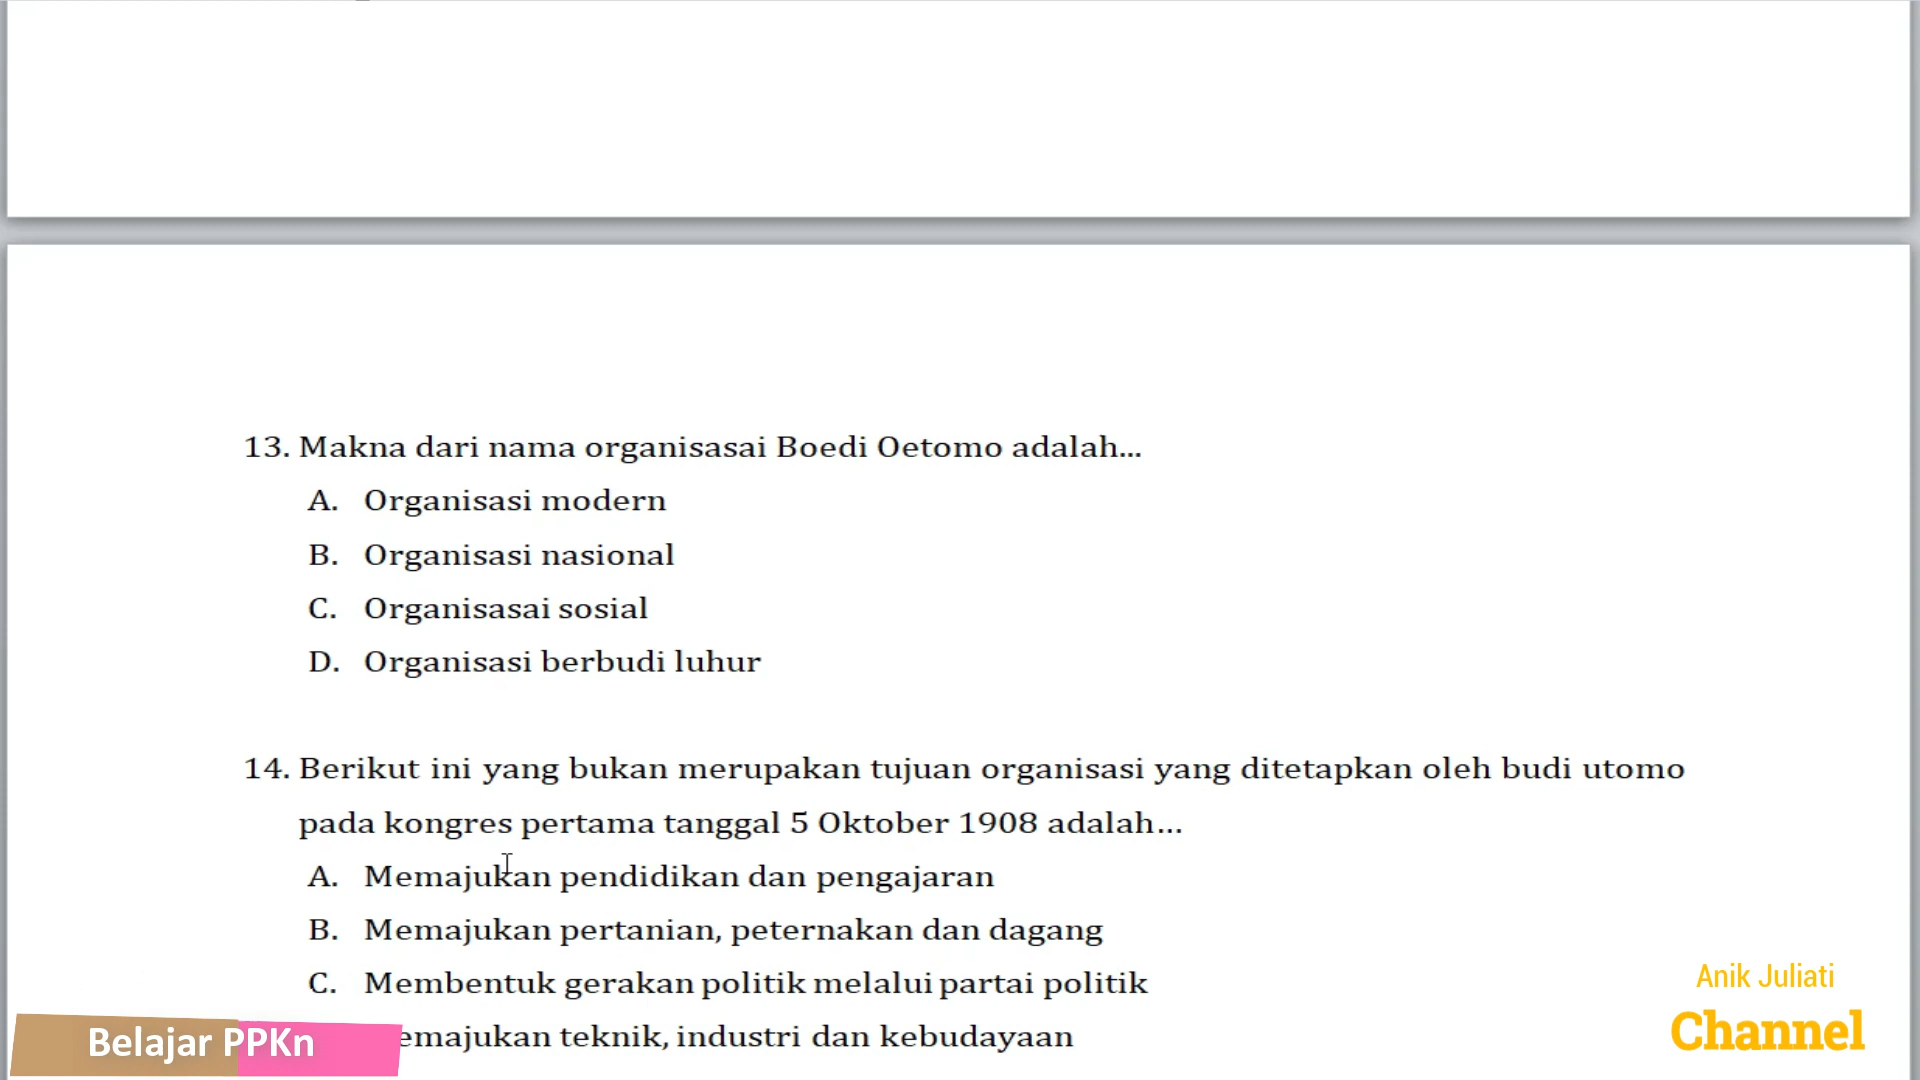 13. Makna dari nama organisasai Boedi Oetomo adalah...
A. Organisasi modern
B. Organisasi nasional
C. Organisasai sosial
D. Organisasi berbudi luhur
14. Berikut ini yang bukan merupakan tujuan organisasi yang ditetapkan oleh budi utomo
pada kongres pertama tanggal 5 Oktober 1908 adalah...
A. Memajukan pendidikan dan pengajaran
B. Memajukan pertanian, peternakan dan dagang
C. Membentuk gerakan politik melalui partai politik
emajukan teknik, industri dan kebudayaan
Belajar PPKn
Anik Juliati
Channel